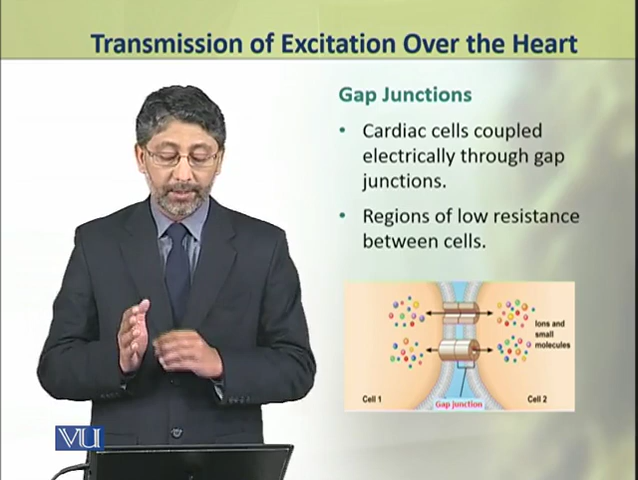 Transmission of Excitation Over the Heart
Gap Junctions
• Cardiac cells coupled
electrically through gap
junctions.
• Regions of low resistance
between cells.
Ions and
small
molecules
Cell 1
Gap junction
Cell 2
VU